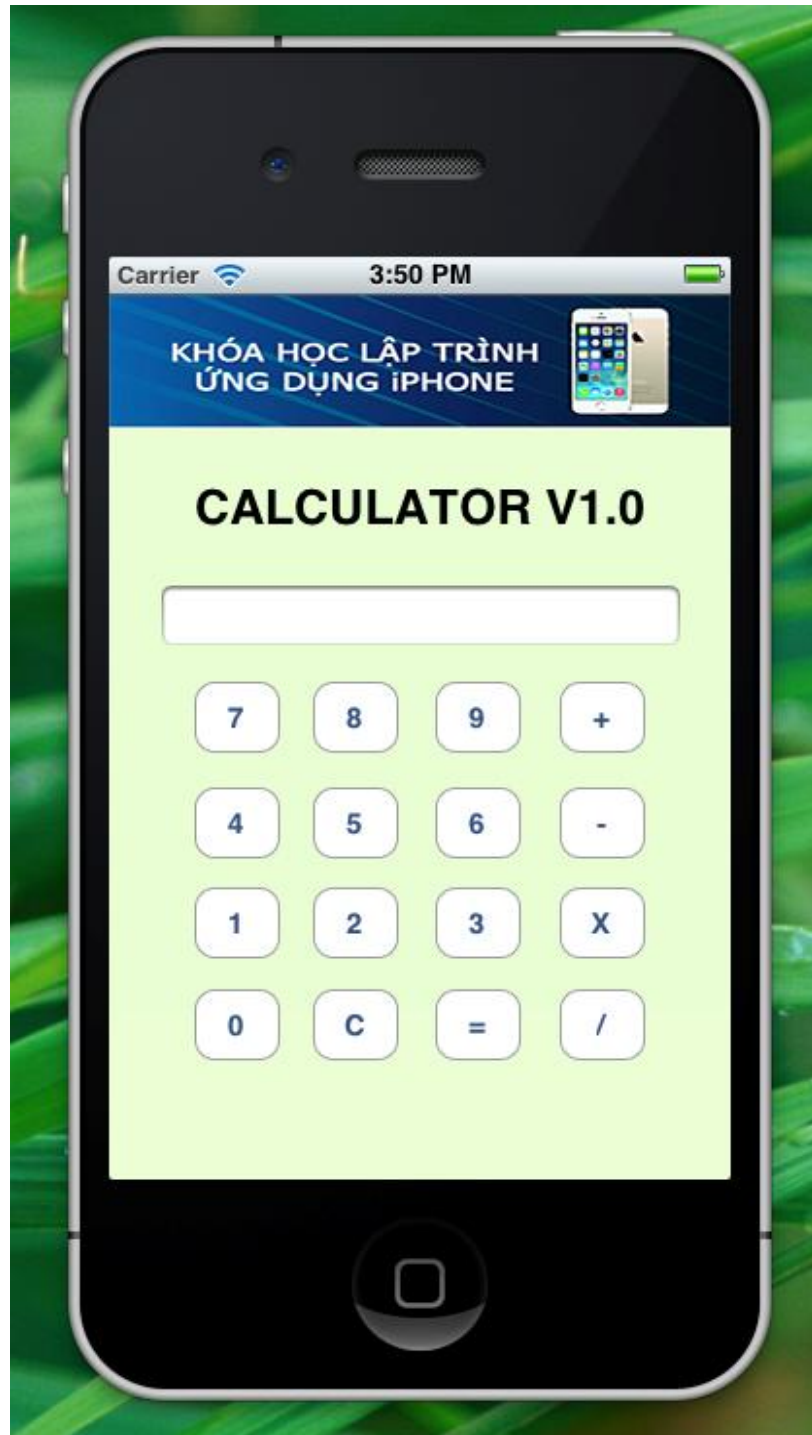 Carrier 3:50 PM
KHÓA HỌC LẬP TRÌNH
ỨNG DỤNG iPHONE
CALCULATOR V1.0
7 8 9 +
4 5 6 -
1 2 3 X
0 C = /